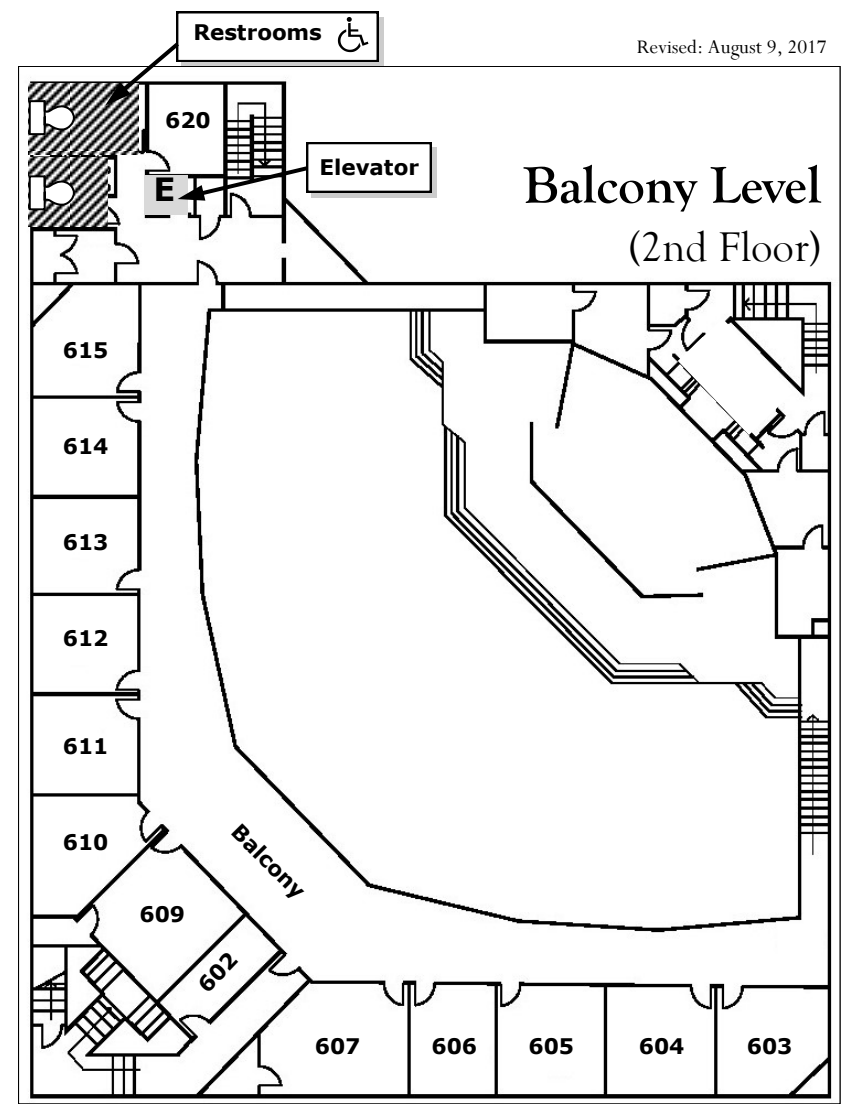 Restrooms
Revised: August 9, 2017
620
Elevator
E
Balcony Level
(2nd Floor)
615
614
613
612
611
610
Balcony
609
602
607
606
605
604
603